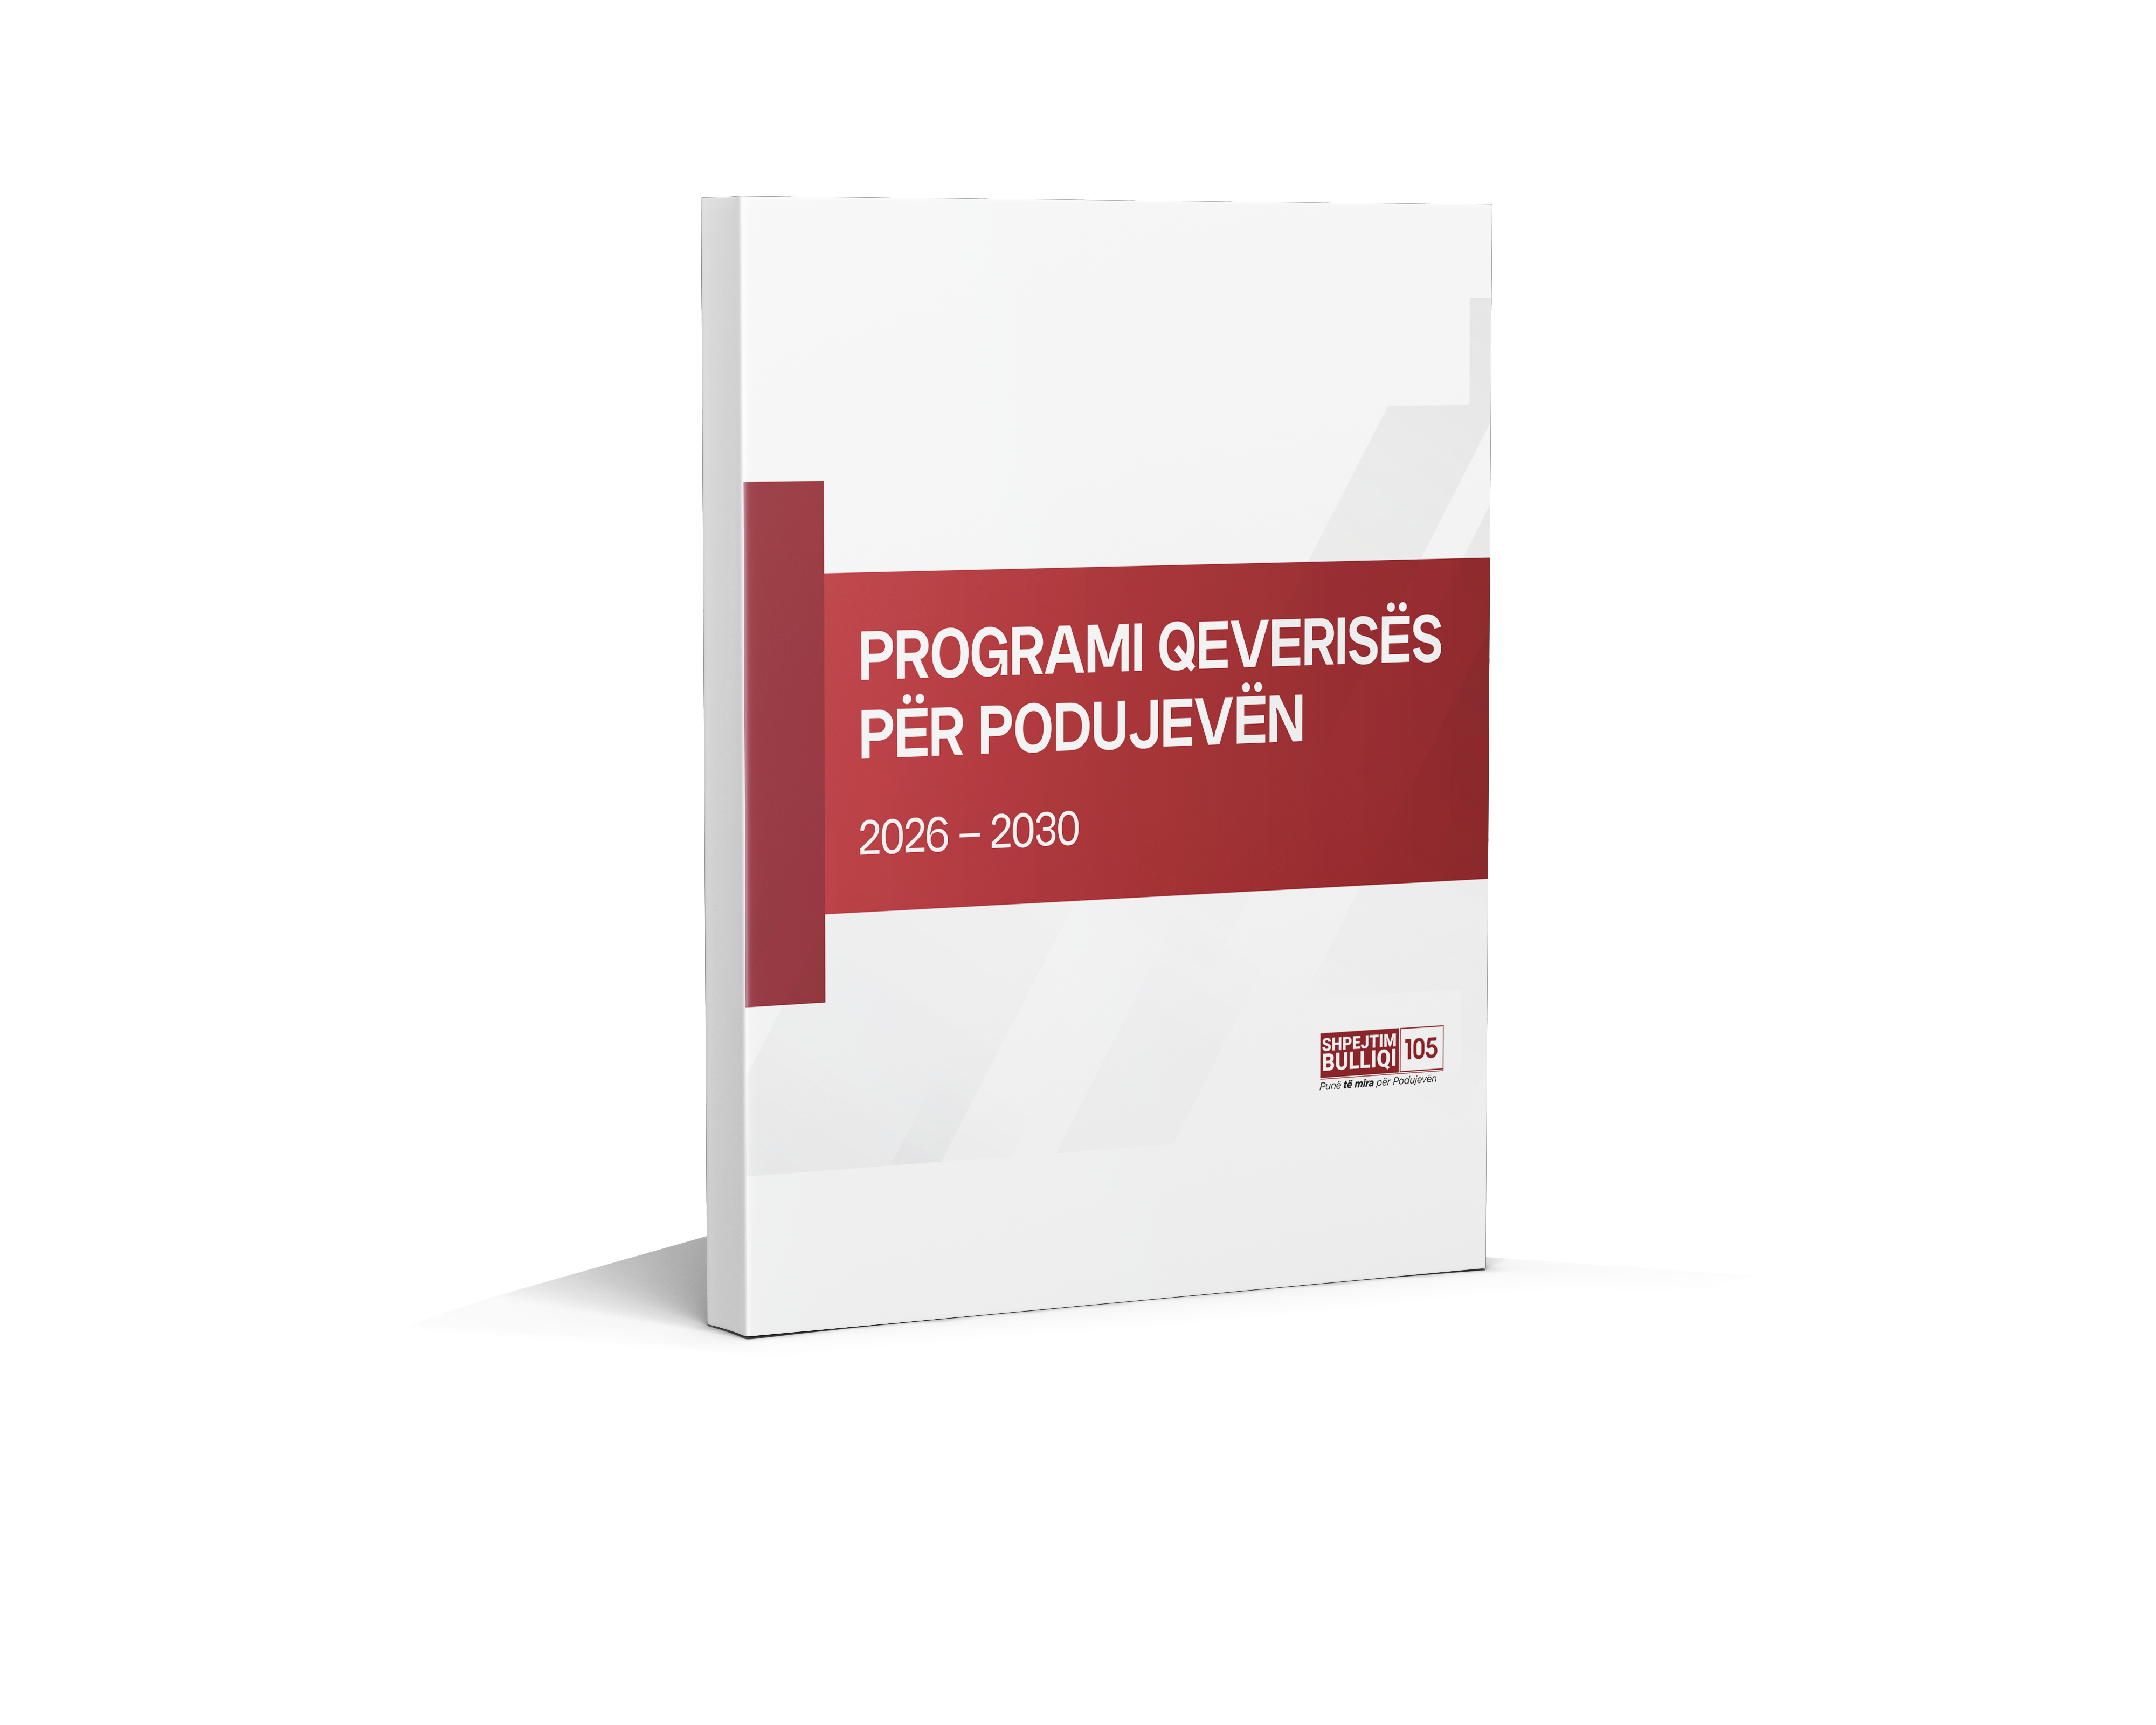 PROGRAMI QEVERISËS
PËR PODUJEVËN
2026 – 2030
SHPEJTIM
BULLIQI
105
Punë të mira për Podujevën